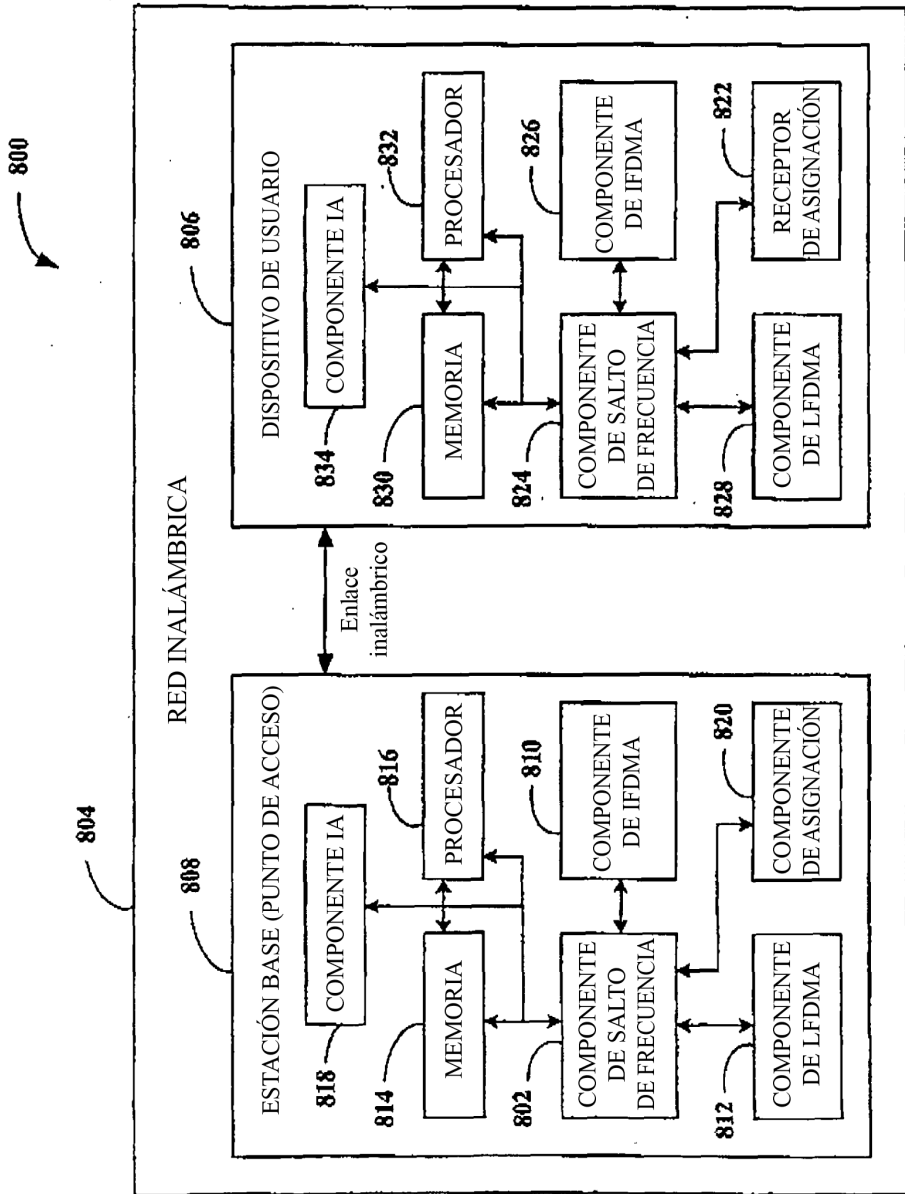 800
804
RED INALÁMBRICA
808
ESTACIÓN BASE (PUNTO DE ACCESO)
818
COMPONENTE IA
814
MEMORIA
816
PROCESADOR
802
COMPONENTE
DE SALTO
DE FRECUENCIA
810
COMPONENTE
DE IFDMA
812
COMPONENTE
DE LFDMA
820
COMPONENTE
DE ASIGNACIÓN
Enlace
inalámbrico
806
DISPOSITIVO DE USUARIO
834
COMPONENTE IA
830
MEMORIA
832
PROCESADOR
824
COMPONENTE
DE SALTO
DE FRECUENCIA
826
COMPONENTE
DE IFDMA
828
COMPONENTE
DE LFDMA
822
RECEPTOR
DE ASIGNACIÓN